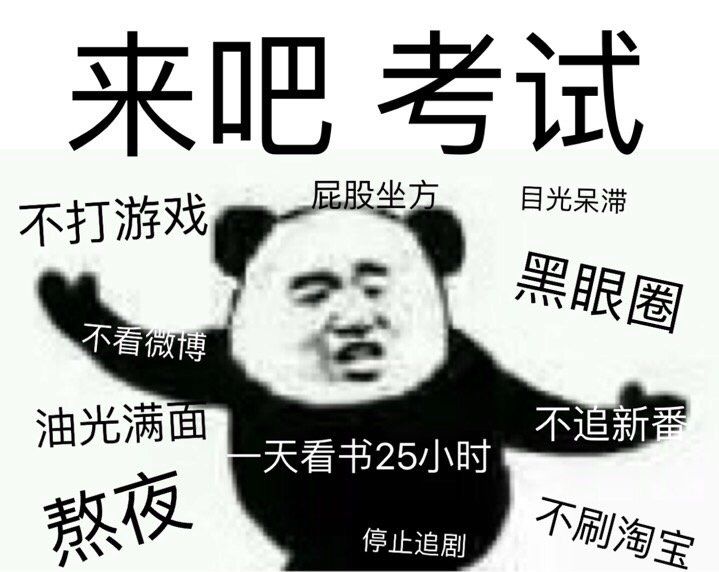 来吧 考试
屁股坐方
目光呆滞
不打游戏
黑眼圈
不看微博
油光满面
不追新番
一天看书25小时
熬夜
不刷淘宝
停止追剧